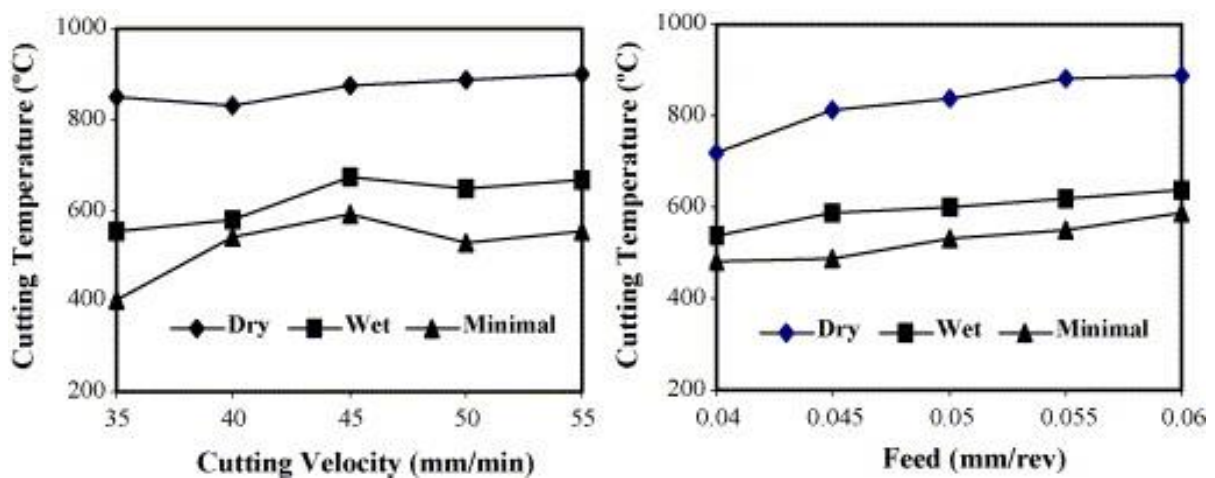 Cutting Temperature (°C)
1000
800
600
400
200
Dry Wet Minimal
35 40 45 50 55
Cutting Velocity (mm/min)
Cutting Temperature (°C)
1000
800
600
400
200
Dry Wet Minimal
0.04 0.045 0.05 0.055 0.06
Feed (mm/rev)